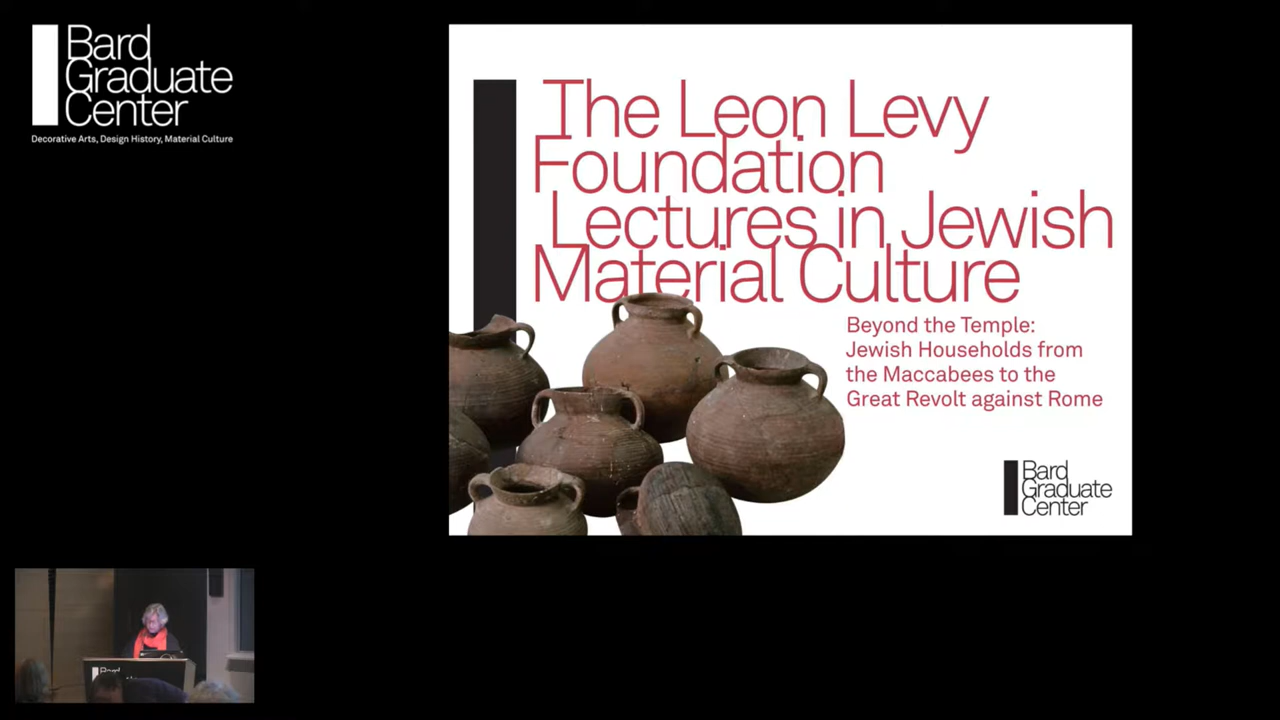 Bard
Graduate
Center
Decorative Arts, Design History, Material Culture
The Leon Levy
Foundation
Lectures in Jewish
Material Culture
Beyond the Temple:
Jewish Households from
the Maccabees to the
Great Revolt against Rome
Bard
Graduate
Center
Bard